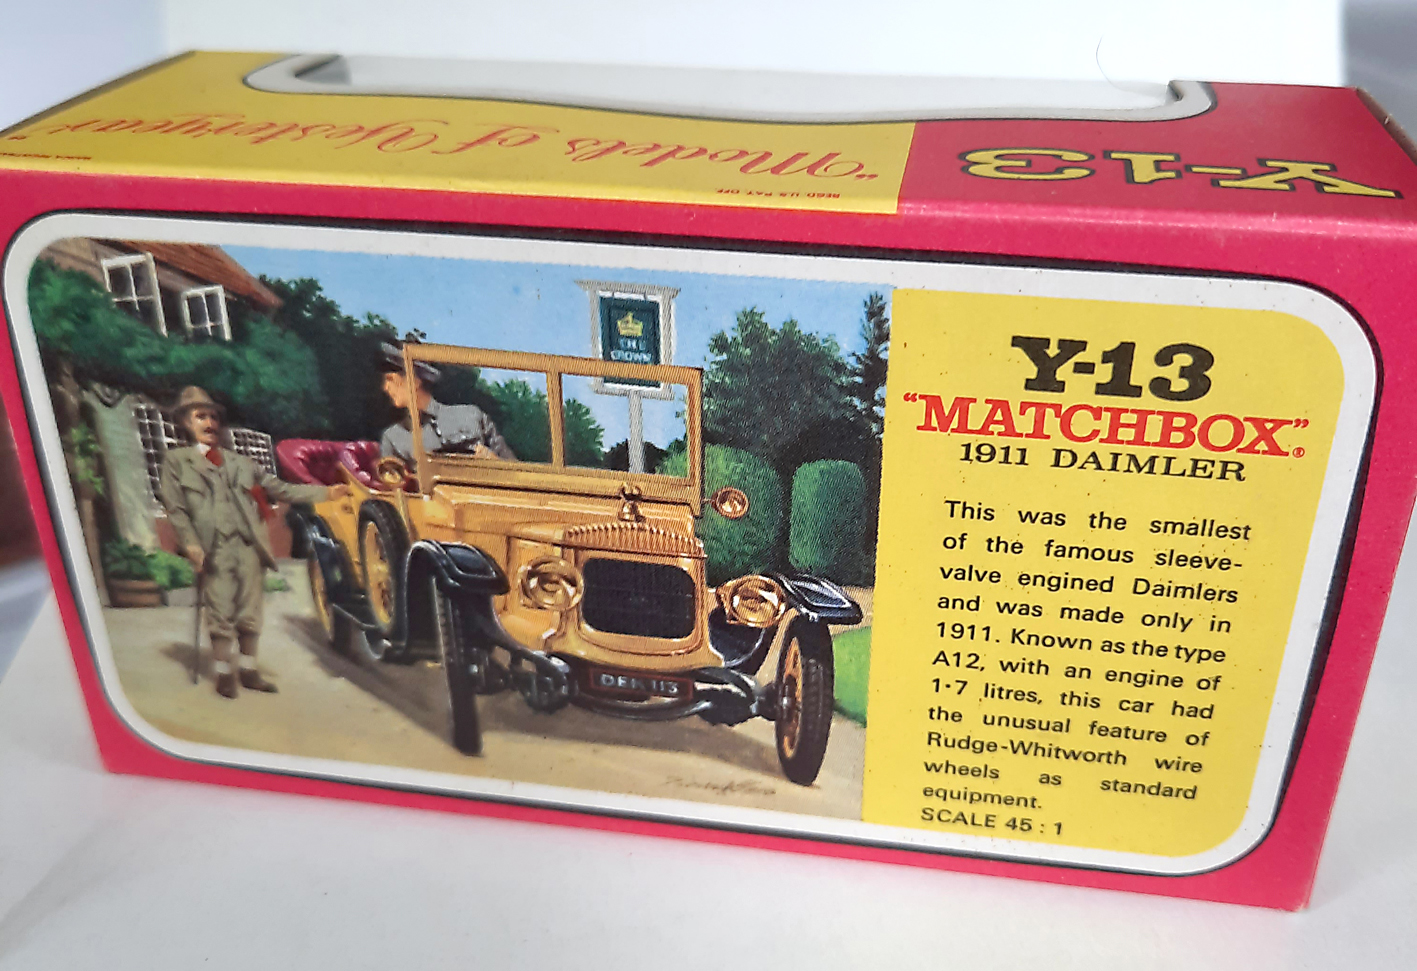 "Models of Yesteryear"
REGD U.S PAT. OFF.
Y-13
THE
CROWN
Y-13
"MATCHBOX"®
1911 DAIMLER
This was the smallest
of the famous sleeve-
valve engined Daimlers
and was made only in
1911. Known as the type
A12, with an engine of
1·7 litres, this car had
the unusual feature of
Rudge-Whitworth wire
wheels as standard
equipment.
SCALE 45 : 1